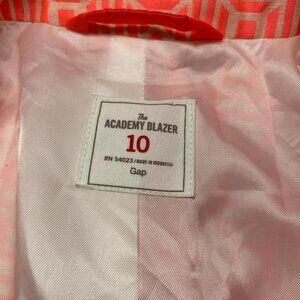 The
ACADEMY BLAZER
10
RN 54023 / MADE IN INDONESIA
Gap